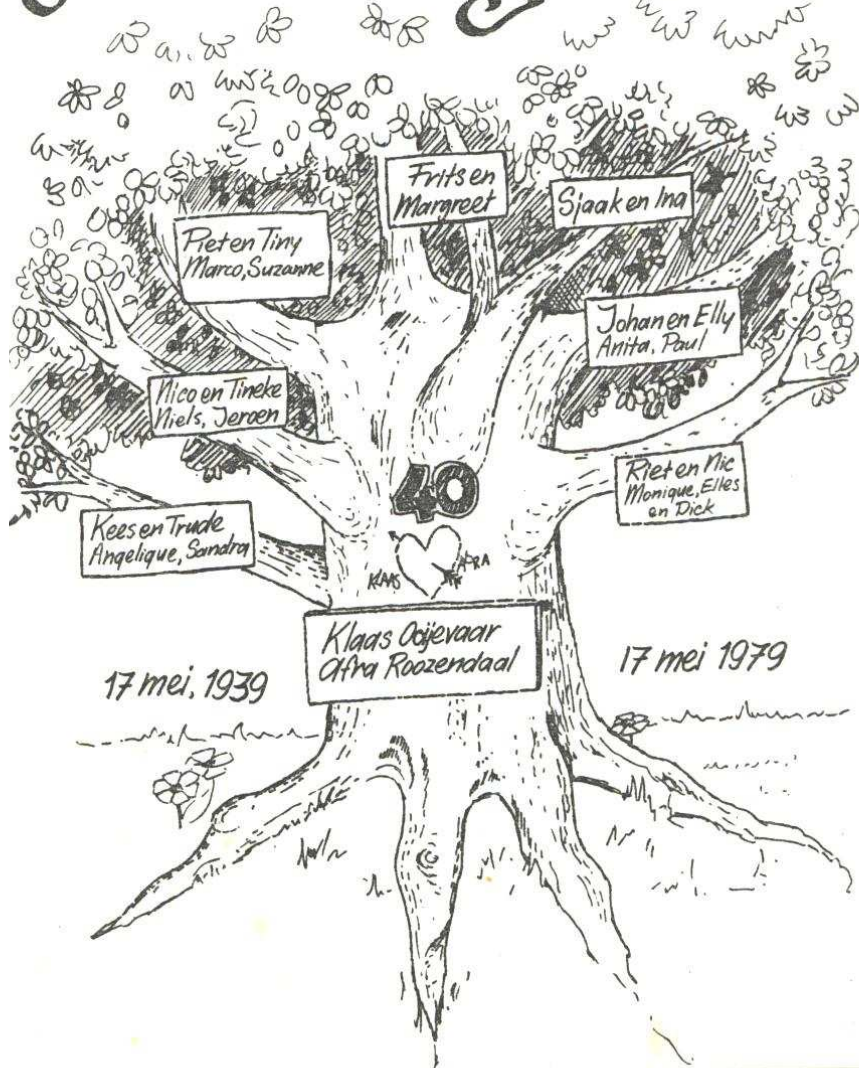 Frits en
Margreet
Sjaak en Ina
Piet en Tiny
Marco, Suzanne
Johan en Elly
Anita, Paul
Nico en Tineke
Niels, Jeroen
Riet en Nic
Monique, Elles
en Dick
Kees en Trude
Angelique, Sandra
40
KLAAS
AFRA
Klaas Ooijevaar
Afra Roozendaal
17 mei, 1939
17 mei 1979